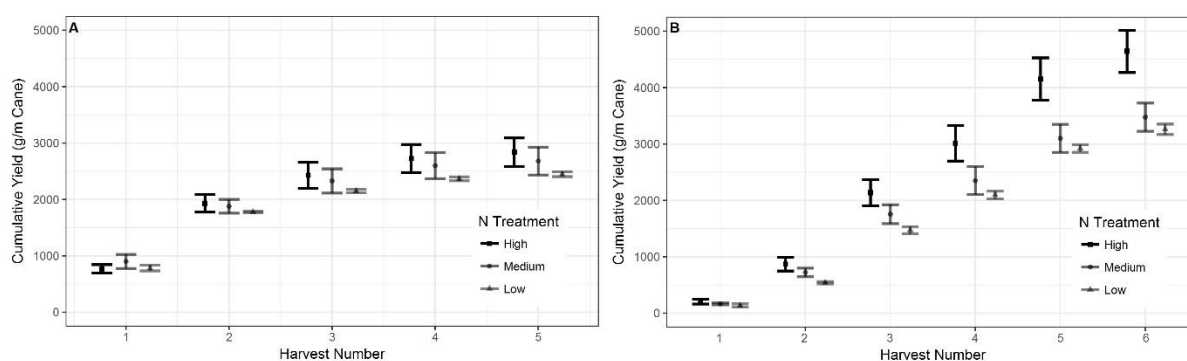 A
5000
4000
3000
2000
1000
0
Cumulative Yield (g/m Cane)
N Treatment
High
Medium
Low
1 2 3 4 5
Harvest Number
B
5000
4000
3000
2000
1000
0
Cumulative Yield (g/m Cane)
N Treatment
High
Medium
Low
1 2 3 4 5 6
Harvest Number